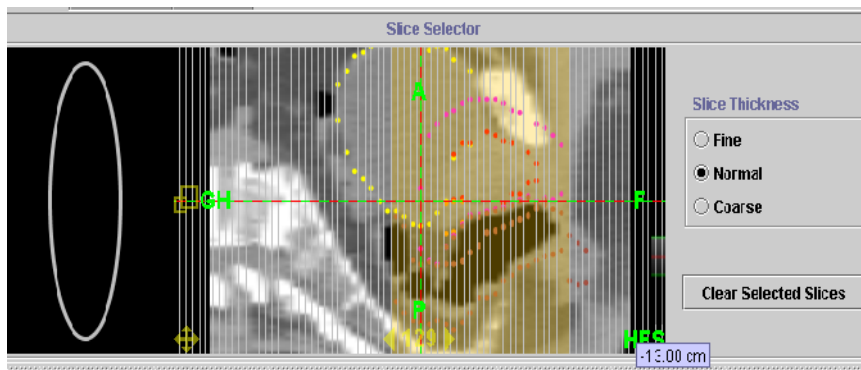 Slice Selector
A
Slice Thickness
Fine
Normal
GH
F
Coarse
Clear Selected Slices
P
HFS
-13.00 cm